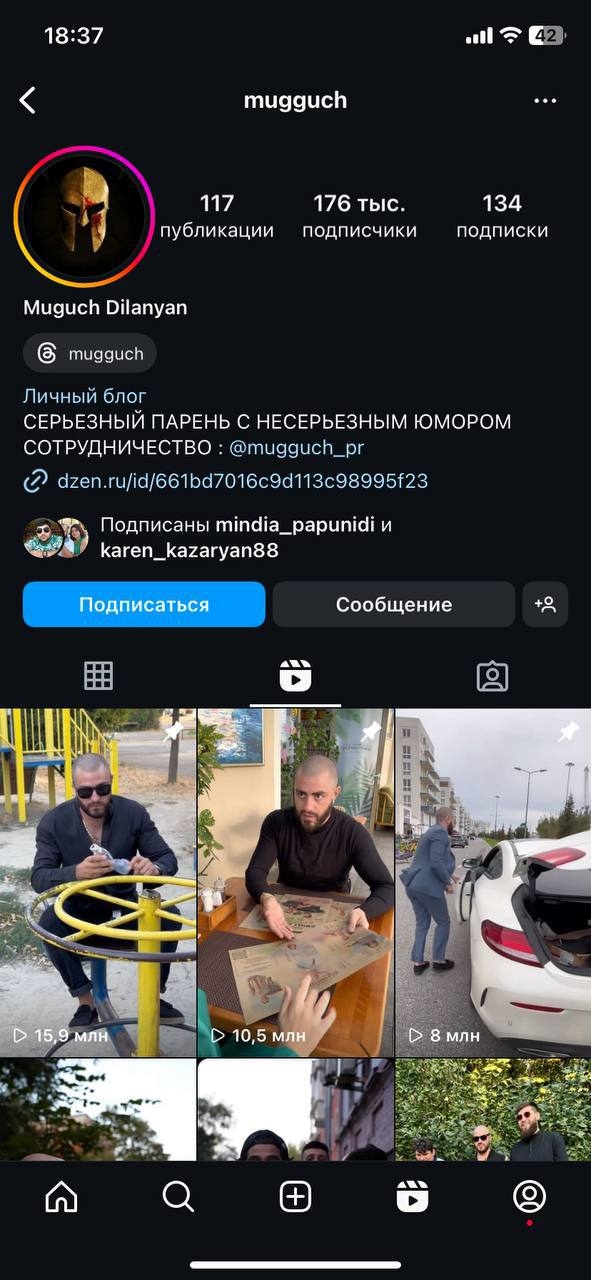 18:37
42
mugguch
117
публикации
176 тыс.
подписчики
134
подписки
Muguch Dilanyan
mugguch
Личный блог
СЕРЬЕЗНЫЙ ПАРЕНЬ С НЕСЕРЬЕЗНЫМ ЮМОРОМ
СОТРУДНИЧЕСТВО : @mugguch_pr
dzen.ru/id/661bd7016c9d113c98995f23
Подписаны mindia_papunidi и
karen_kazaryan88
Подписаться
Сообщение
15,9 млн
10,5 млн
8 млн